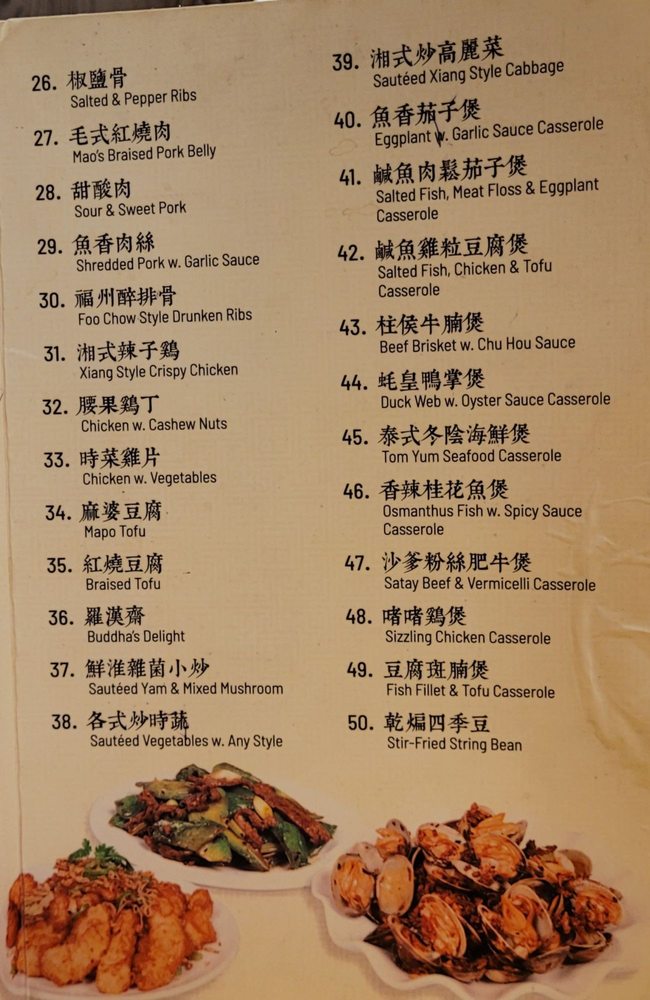 26. 椒鹽骨
Salted & Pepper Ribs
27. 毛式紅燒肉
Mao's Braised Pork Belly
28. 甜酸肉
Sour & Sweet Pork
29. 魚香肉絲
Shredded Pork w. Garlic Sauce
30. 福州醉排骨
Foo Chow Style Drunken Ribs
31. 湘式辣子鷄
Xiang Style Crispy Chicken
32. 腰果鷄丁
Chicken w. Cashew Nuts
33. 時菜雞片
Chicken w. Vegetables
34. 麻婆豆腐
Mapo Tofu
35. 紅燒豆腐
Braised Tofu
36. 羅漢齋
Buddha's Delight
37. 鮮淮雜菌小炒
Sautéed Yam & Mixed Mushroom
38. 各式炒時蔬
Sautéed Vegetables w. Any Style
39. 湘式炒高麗菜
Sautéed Xiang Style Cabbage
40. 魚香茄子煲
Eggplant w. Garlic Sauce Casserole
41. 鹹魚肉鬆茄子煲
Salted Fish, Meat Floss & Eggplant
Casserole
42. 鹹魚雞粒豆腐煲
Salted Fish, Chicken & Tofu
Casserole
43. 柱侯牛腩煲
Beef Brisket w. Chu Hou Sauce
44. 蚝皇鴨掌煲
Duck Web w. Oyster Sauce Casserole
45. 泰式冬陰海鮮煲
Tom Yum Seafood Casserole
46. 香辣桂花魚煲
Osmanthus Fish w. Spicy Sauce
Casserole
47. 沙爹粉絲肥牛煲
Satay Beef & Vermicelli Casserole
48. 啫啫鷄煲
Sizzling Chicken Casserole
49. 豆腐斑腩煲
Fish Fillet & Tofu Casserole
50. 乾煸四季豆
Stir-Fried String Bean